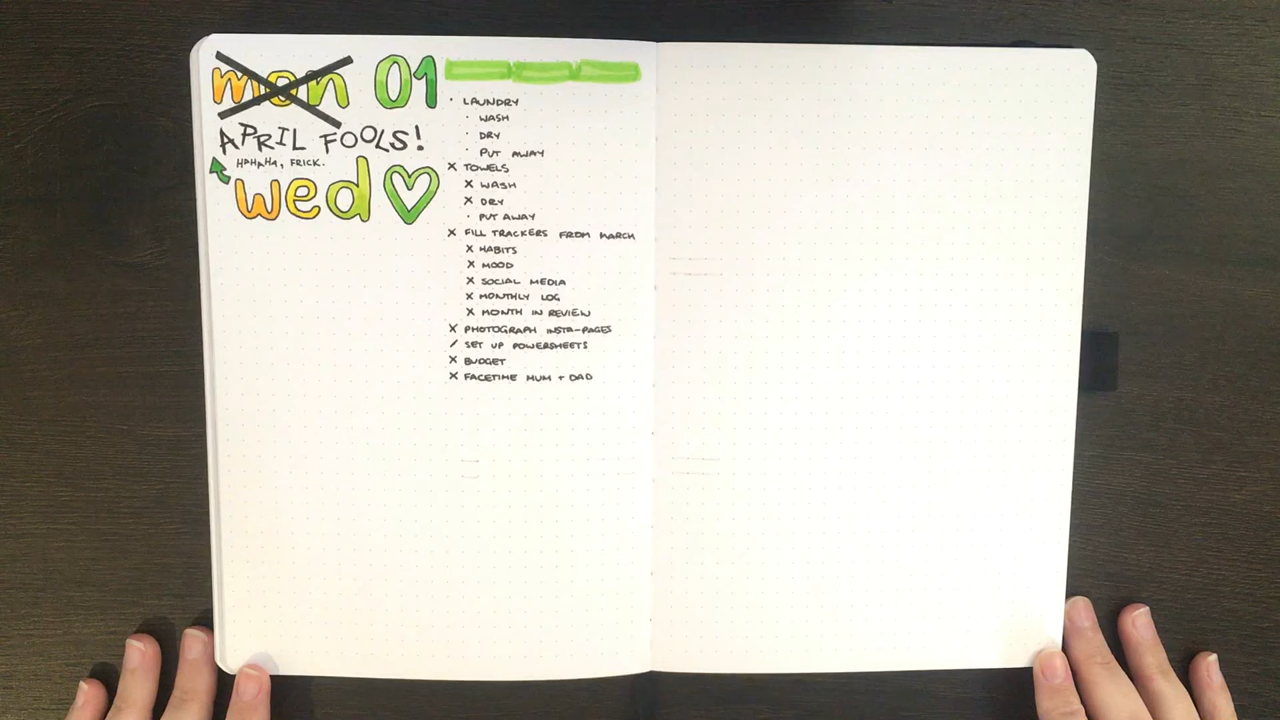 mon 01
APRIL FOOLS!
HAHAHA, FRICK.
wed
· LAUNDRY
· WASH
· DRY
· PUT AWAY
X TOWELS
X WASH
X DRY
· PUT AWAY
X FILL TRACKERS FROM MARCH
X HABITS
X MOOD
X SOCIAL MEDIA
X MONTHLY LOG
X MONTH IN REVIEW
X PHOTOGRAPH INSTA-PAGES
/ SET UP POWERSHEETS
X BUDGET
X FACETIME MUM + DAD